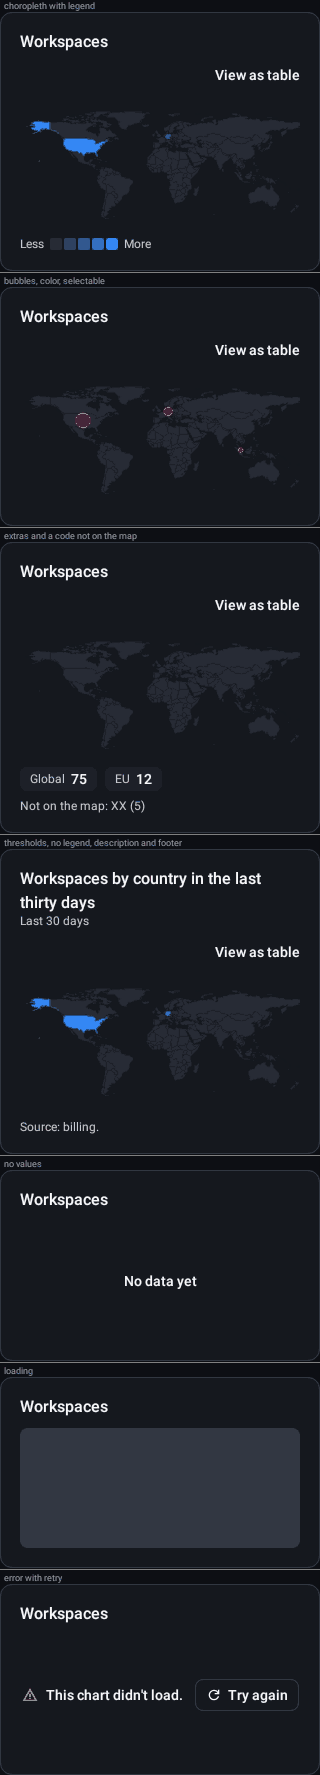 choropleth with legend
Workspaces
View as table
Less
More
bubbles, color, selectable
Workspaces
View as table
extras and a code not on the map
Workspaces
View as table
Global 75
EU 12
Not on the map: XX (5)
thresholds, no legend, description and footer
Workspaces by country in the last
thirty days
Last 30 days
View as table
Source: billing.
no values
Workspaces
No data yet
loading
Workspaces
error with retry
Workspaces
This chart didn't load.
Try again